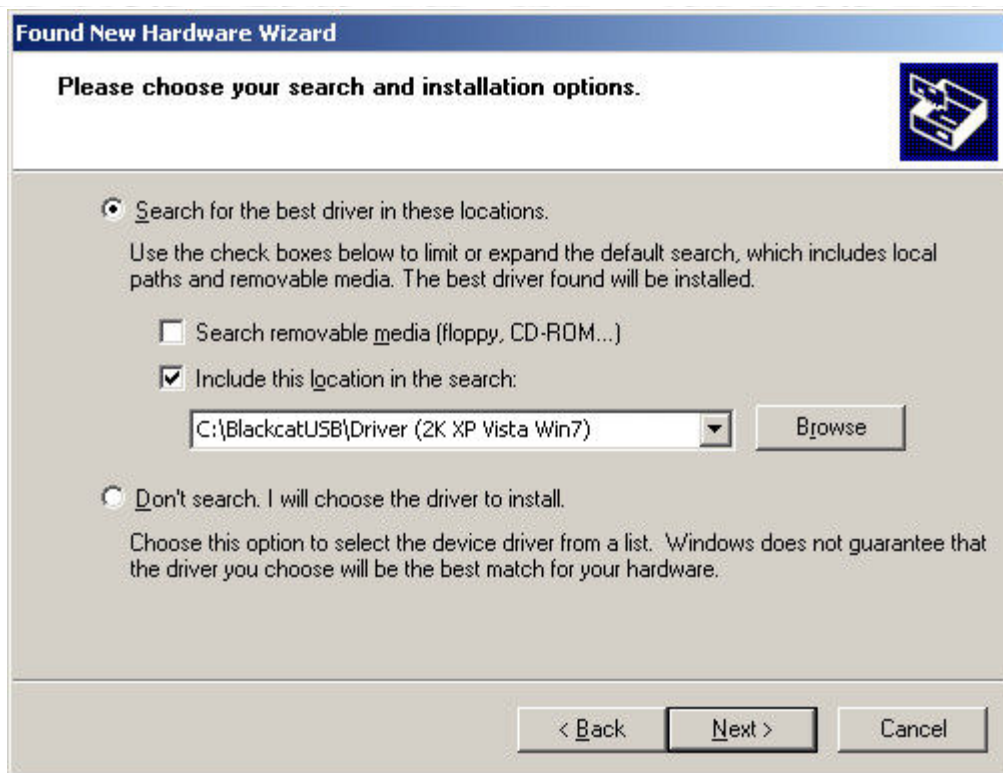 Found New Hardware Wizard
Please choose your search and installation options.
Search for the best driver in these locations.
Use the check boxes below to limit or expand the default search, which includes local
paths and removable media. The best driver found will be installed.
Search removable media (floppy, CD-ROM...)
Include this location in the search:
C:\BlackcatUSB\Driver (2K XP Vista Win7)
Browse
Don't search. I will choose the driver to install.
Choose this option to select the device driver from a list. Windows does not guarantee that
the driver you choose will be the best match for your hardware.
< Back Next > Cancel